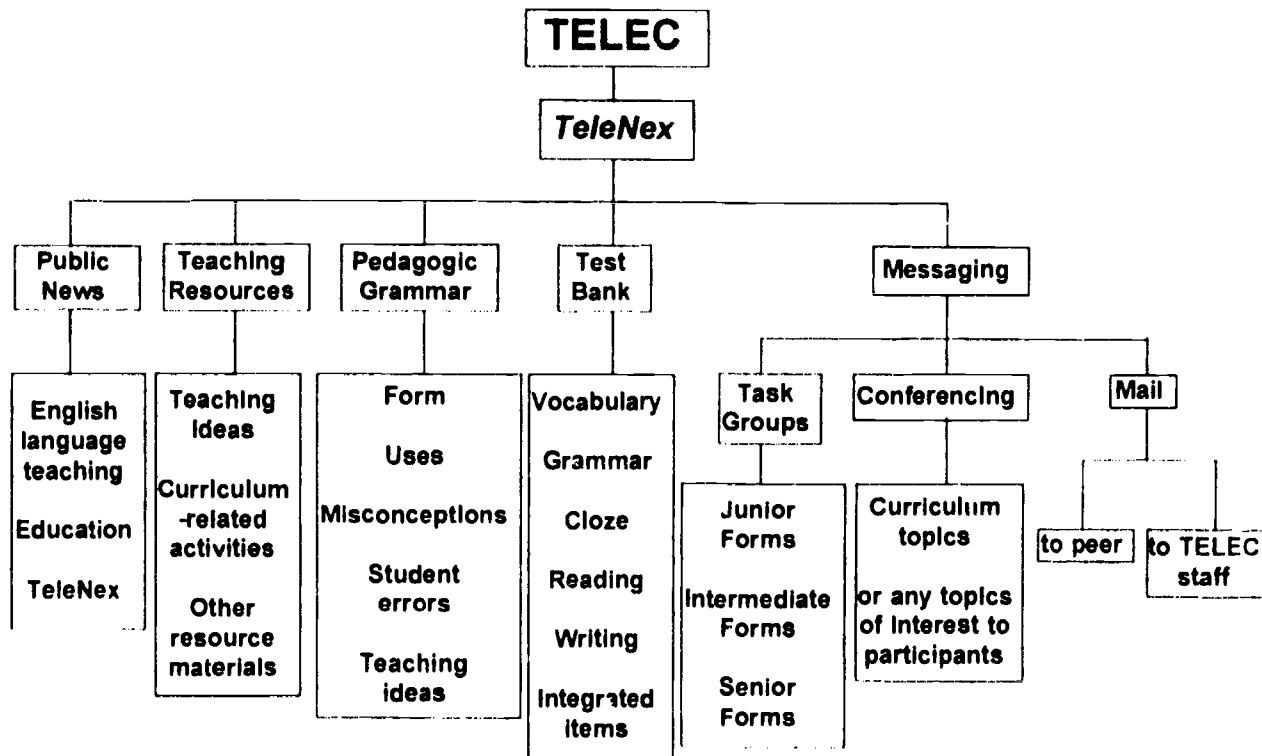 TELEC
TeleNex
Public
News
Teaching
Resources
Pedagogic
Grammar
Test
Bank
Messaging
English
language
teaching
Education
TeleNex
Teaching
Ideas
Curriculum
-related
activities
Other
resource
materials
Form
Uses
Misconceptions
Student
errors
Teaching
ideas
Vocabulary
Grammar
Cloze
Reading
Writing
Integrated
items
Task
Groups
Junior
Forms
Intermediate
Forms
Senior
Forms
Conferencing
Curriculum
topics
or any topics
of interest to
participants
Mail
to peer
to TELEC
staff